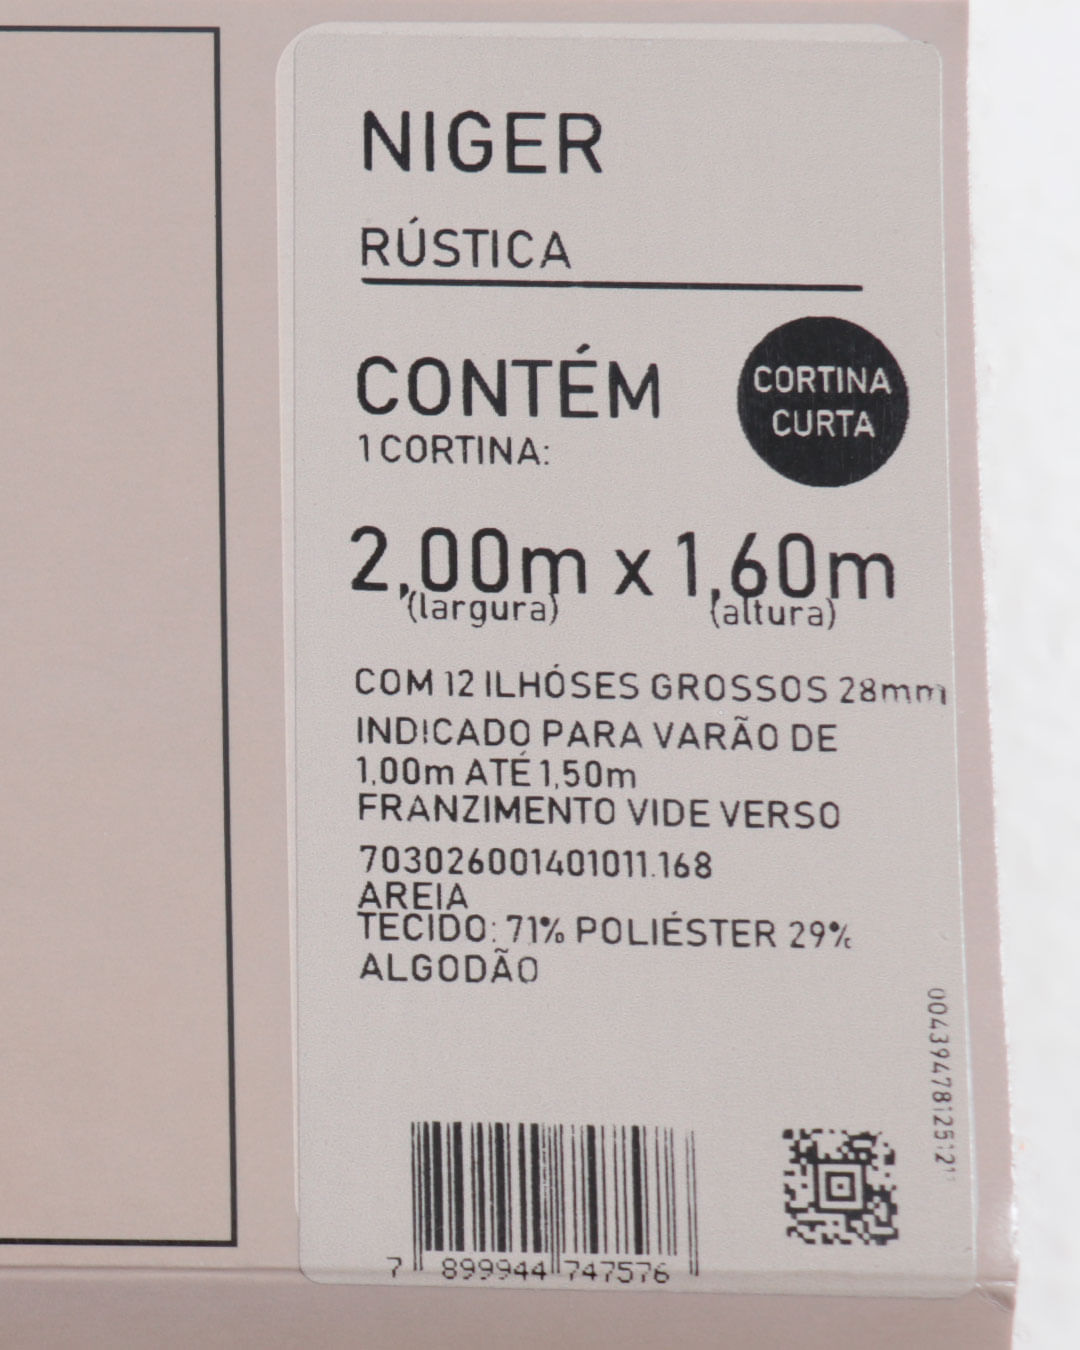 NIGER
RÚSTICA
CONTÉM
1 CORTINA:
CORTINA
CURTA
2,00m x 1,60m
(largura) (altura)
COM 12 ILHÓSES GROSSOS 28mm
INDICADO PARA VARÃO DE
1,00m ATÉ 1,50m
FRANZIMENTO VIDE VERSO
703026001401011.168
AREIA
TECIDO: 71% POLIÉSTER 29%
ALGODÃO
7 899944 747576